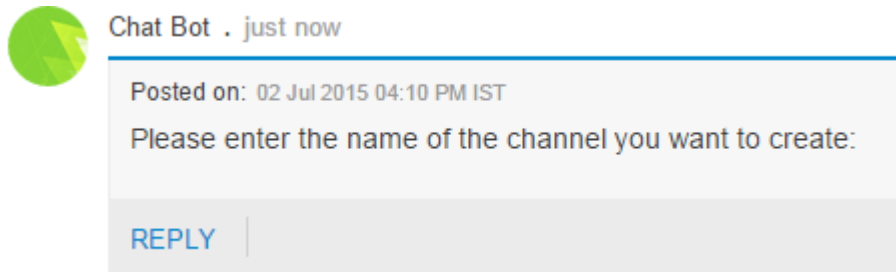 Chat Bot . just now
Posted on: 02 Jul 2015 04:10 PM IST
Please enter the name of the channel you want to create:
REPLY